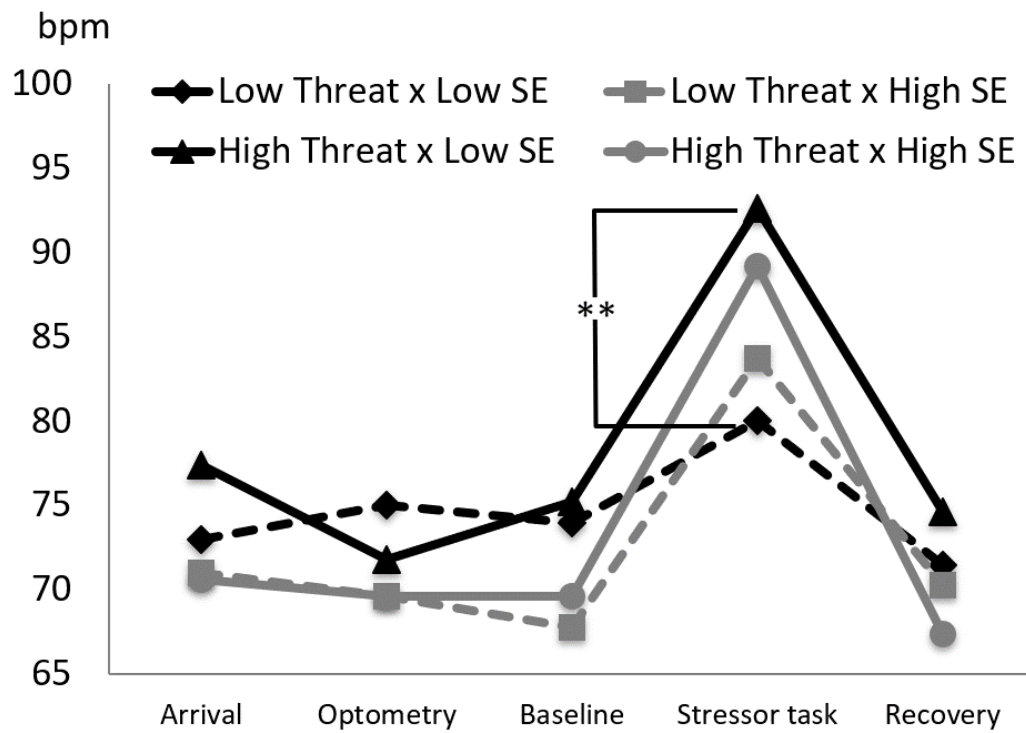 bpm
100
Low Threat x Low SE
Low Threat x High SE
High Threat x Low SE
High Threat x High SE
95
90
**
85
80
75
70
65
Arrival Optometry Baseline Stressor task Recovery